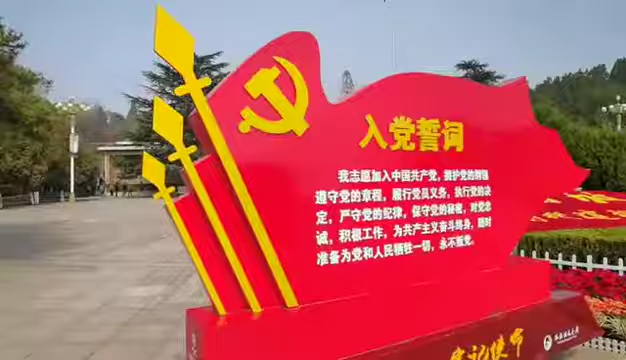 入党誓词
我志愿加入中国共产党，拥护党的纲领
遵守党的章程，履行党员义务，执行党的决
定，严守党的纪律，保守党的秘密，对党忠
诚，积极工作，为共产主义奋斗终身，随时
准备为党和人民牺牲一切，永不叛党。